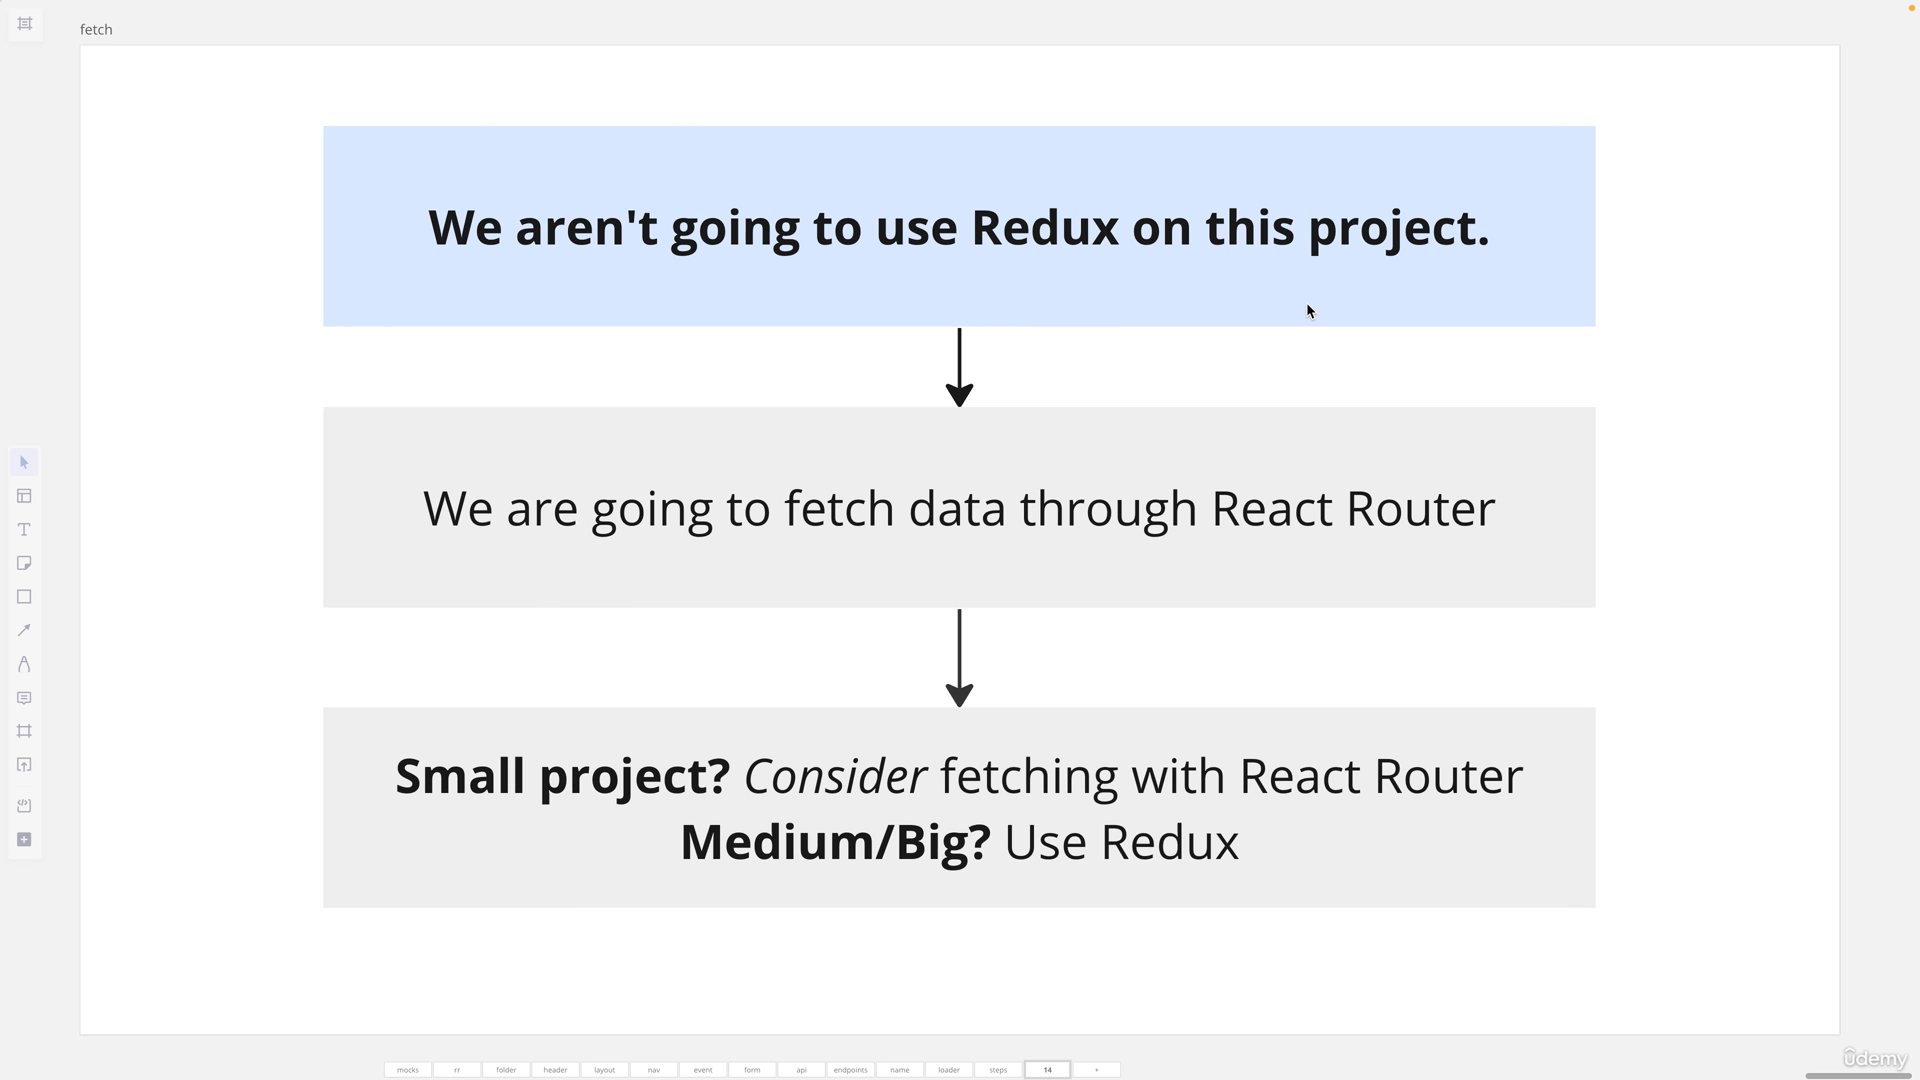 fetch
We aren't going to use Redux on this project.
We are going to fetch data through React Router
Small project? Consider fetching with React Router
Medium/Big? Use Redux
mocks
rr
folder
header
layout
nav
event
form
api
endpoints
name
loader
steps
14
+
ûdemy